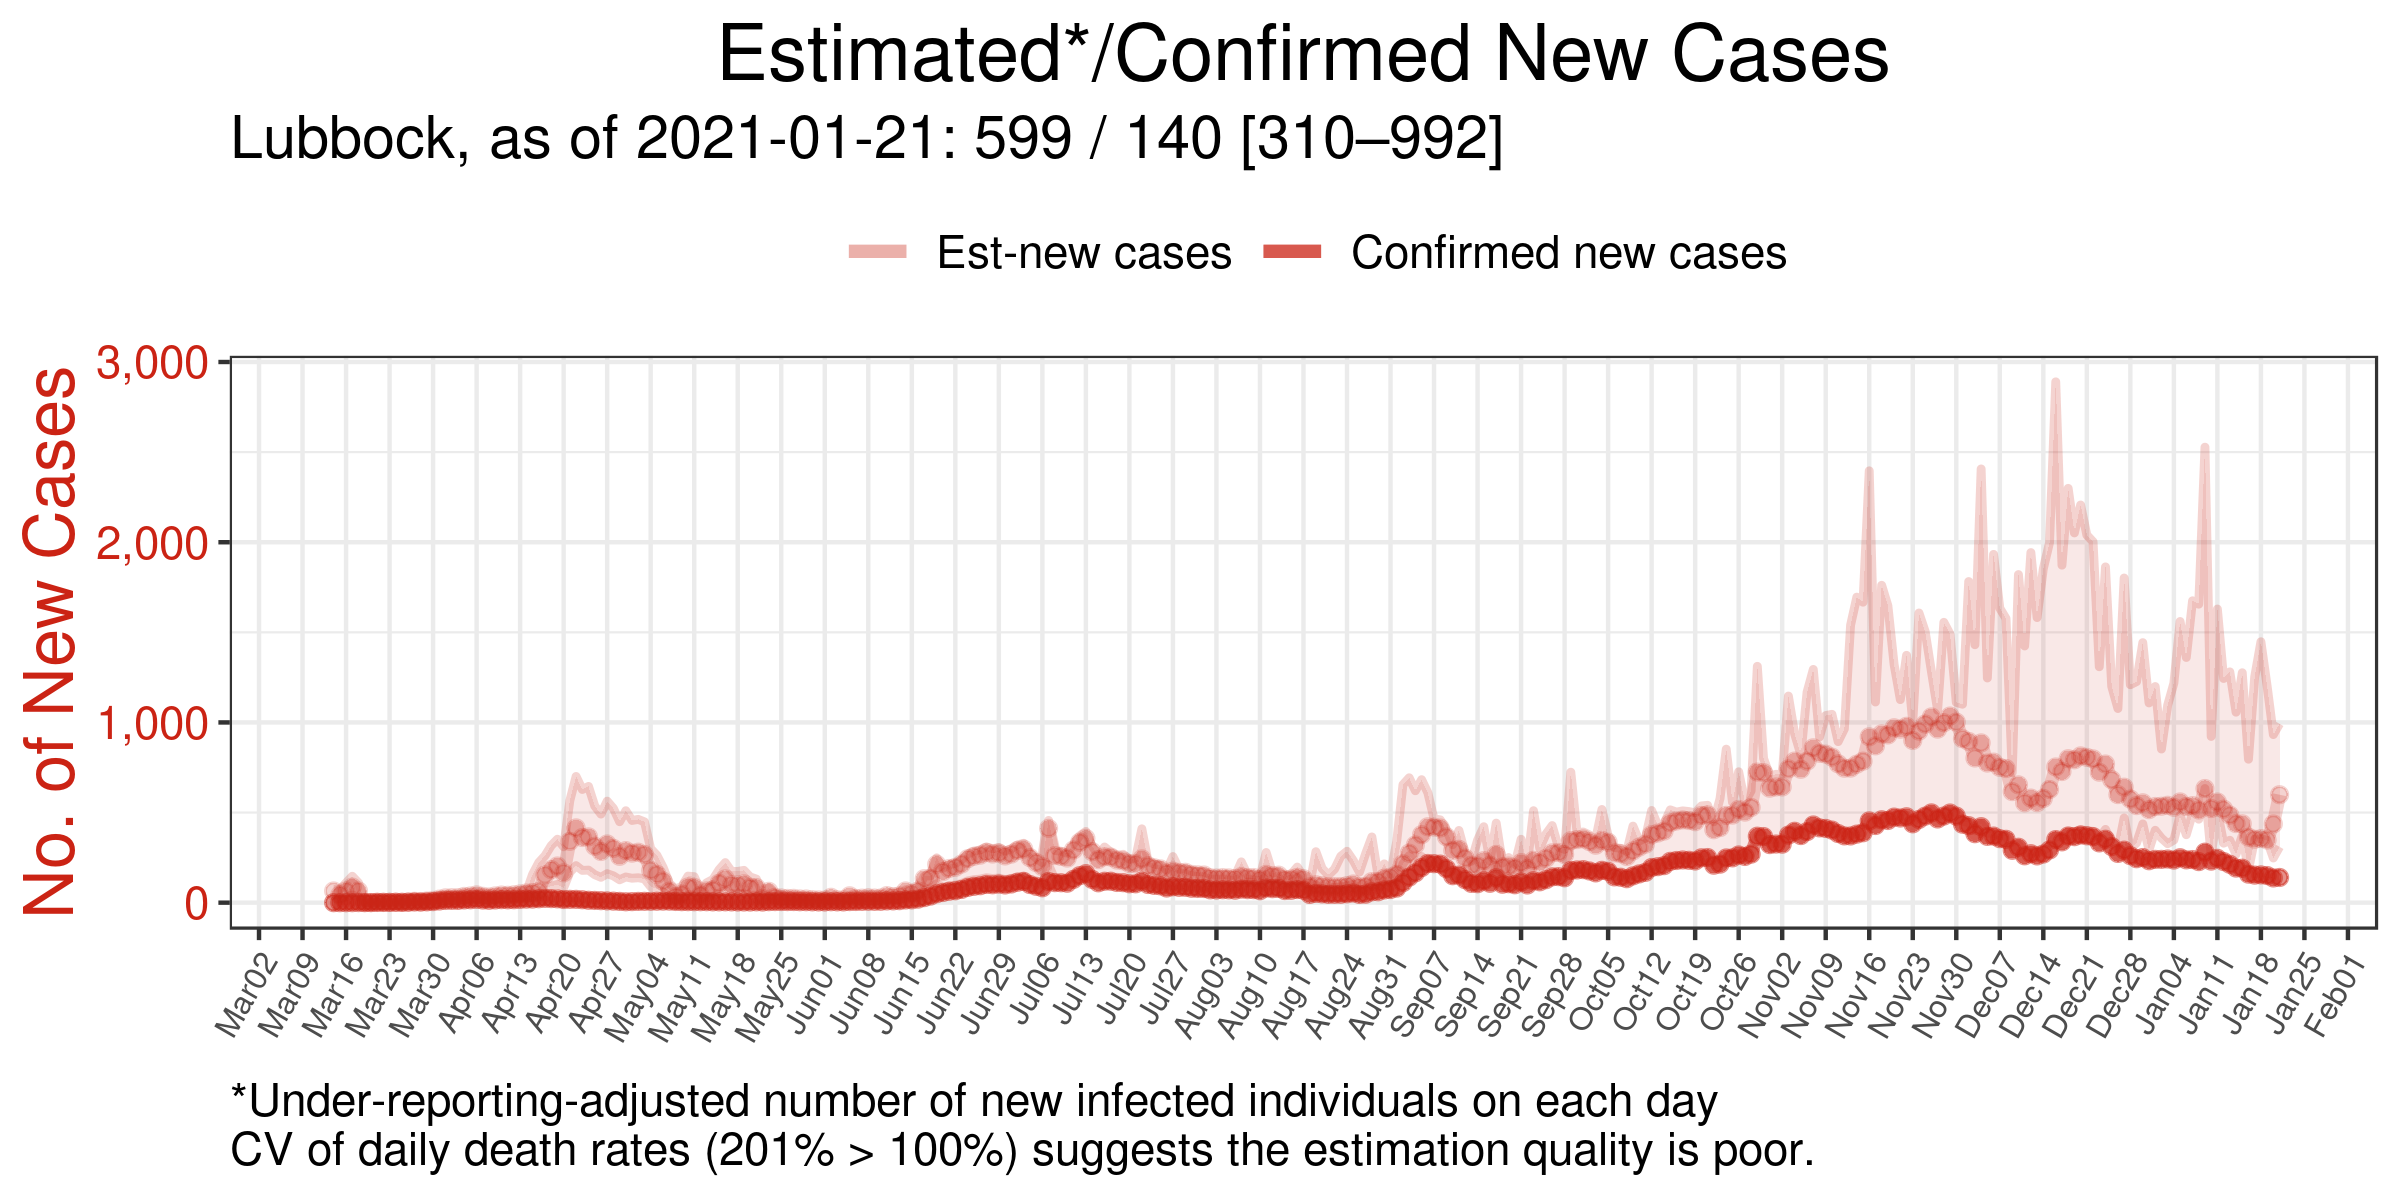 Estimated*/Confirmed New Cases
Lubbock, as of 2021-01-21: 599 / 140 [310–992]
Est-new cases Confirmed new cases
No. of New Cases
3,000
2,000
1,000
0
Mar02 Mar09 Mar16 Mar23 Mar30 Apr06 Apr13 Apr20 Apr27 May04 May11 May18 May25 Jun01 Jun08 Jun15 Jun22 Jun29 Jul06 Jul13 Jul20 Jul27 Aug03 Aug10 Aug17 Aug24 Aug31 Sep07 Sep14 Sep21 Sep28 Oct05 Oct12 Oct19 Oct26 Nov02 Nov09 Nov16 Nov23 Nov30 Dec07 Dec14 Dec21 Dec28 Jan04 Jan11 Jan18 Jan25 Feb01
*Under-reporting-adjusted number of new infected individuals on each day
CV of daily death rates (201% > 100%) suggests the estimation quality is poor.